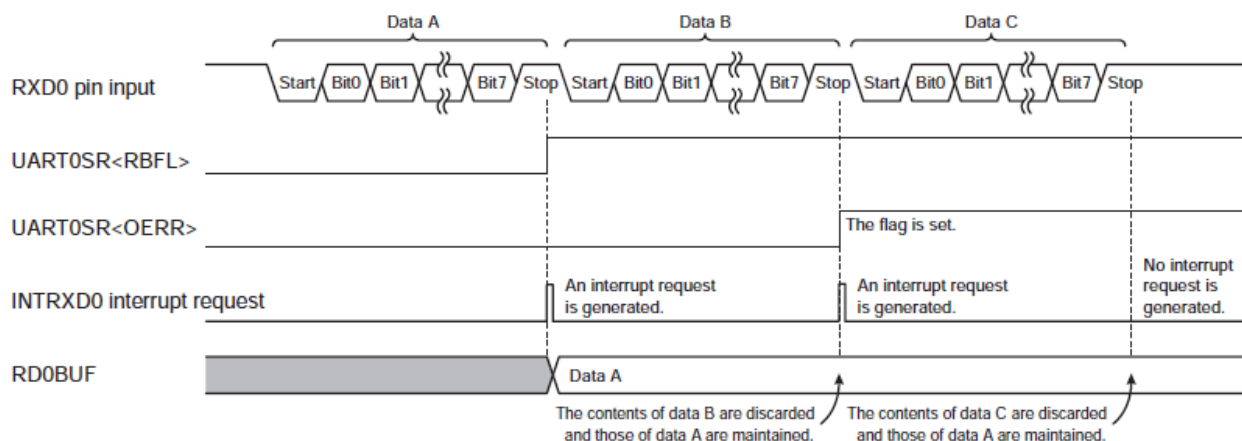 Data A
Data B
Data C
RXD0 pin input
Start Bit0 Bit1 Bit7 Stop Start Bit0 Bit1 Bit7 Stop Start Bit0 Bit1 Bit7 Stop
UART0SR<RBFL>
UART0SR<OERR>
The flag is set.
INTRXD0 interrupt request
An interrupt request
is generated.
An interrupt request
is generated.
No interrupt
request is
generated.
RD0BUF
Data A
The contents of data B are discarded
and those of data A are maintained.
The contents of data C are discarded
and those of data A are maintained.